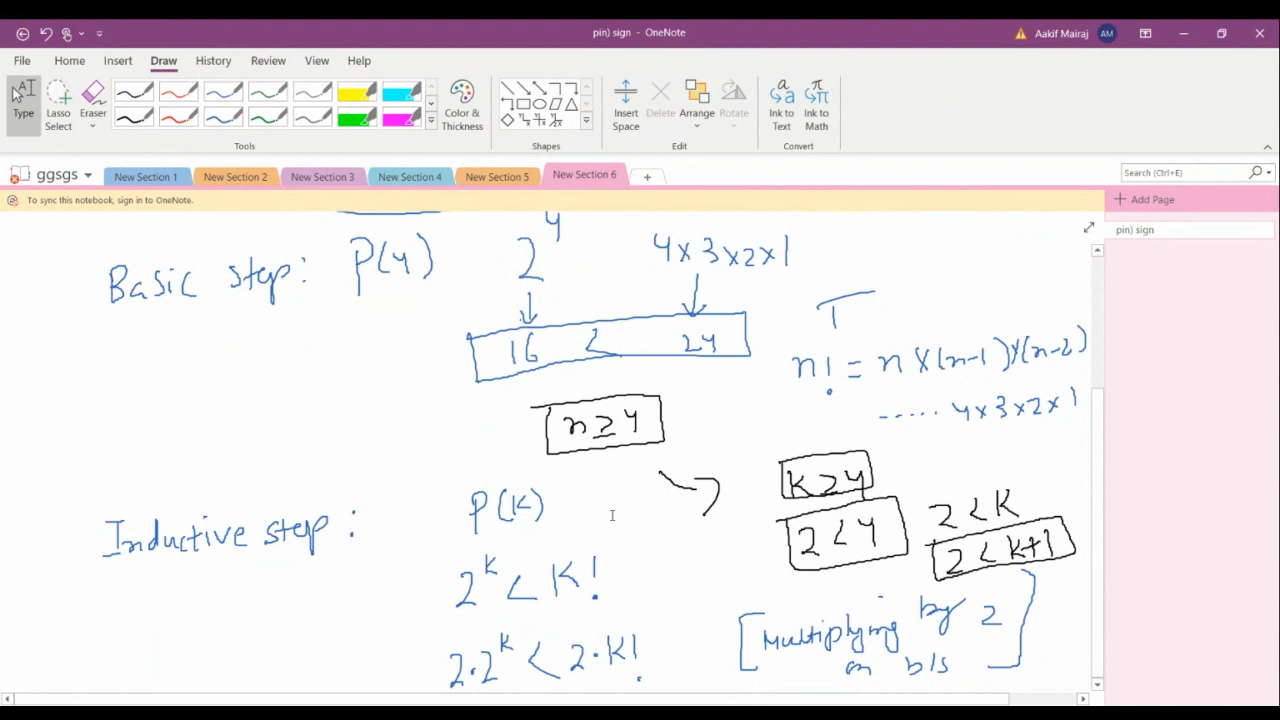 pin) sign - OneNote
Aakif Mairaj AM
File Home Insert Draw History Review View Help
Type
Lasso Select
Eraser
Color & Thickness
Insert Space
Delete
Arrange
Rotate
Ink to Text
Ink to Math
Tools Shapes Edit Convert
ggsgs New Section 1 New Section 2 New Section 3 New Section 4 New Section 5 New Section 6 +
Search (Ctrl+E)
To sync this notebook, sign in to OneNote.
+ Add Page
pin) sign
Basic step: P(4) 2^4 4x3x2x1
16 < 24
T
n! = n x(n-1)x(n-2)
..... 4x3x2x1
n ≥ 4
k ≥ 4
2 < 4
2 < k
2 < k+1
Inductive step: P(k)
2^k < k!
[Multiplying by 2
on b/s]
2·2^k < 2·k!